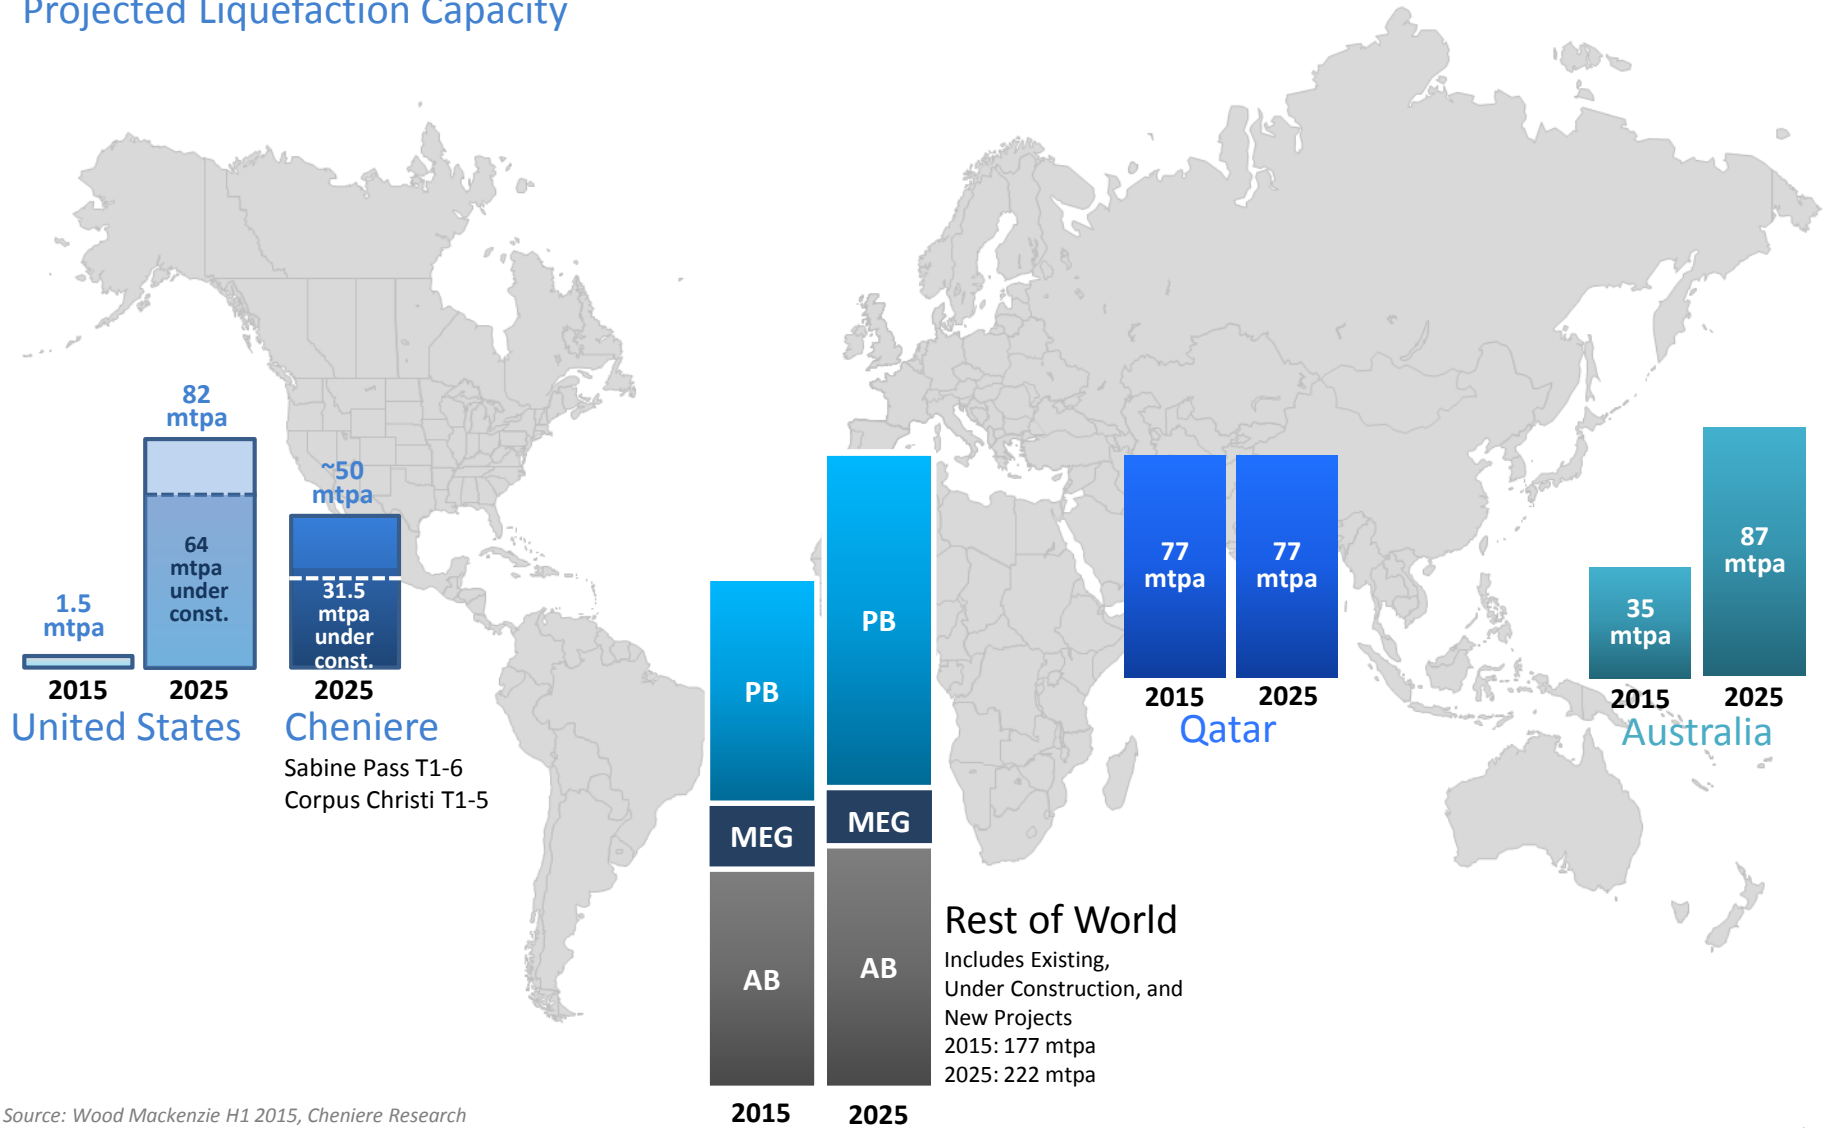 Projected Liquefaction Capacity
82
mtpa
64
mtpa
under
const.
1.5
mtpa
2015
2025
United States
~50
mtpa
31.5
mtpa
under
const.
2025
Cheniere
Sabine Pass T1-6
Corpus Christi T1-5
PB
MEG
AB
2015
PB
MEG
AB
2025
Rest of World
Includes Existing,
Under Construction, and
New Projects
2015: 177 mtpa
2025: 222 mtpa
77
mtpa
77
mtpa
2015
2025
Qatar
35
mtpa
87
mtpa
2015
2025
Australia
Source: Wood Mackenzie H1 2015, Cheniere Research